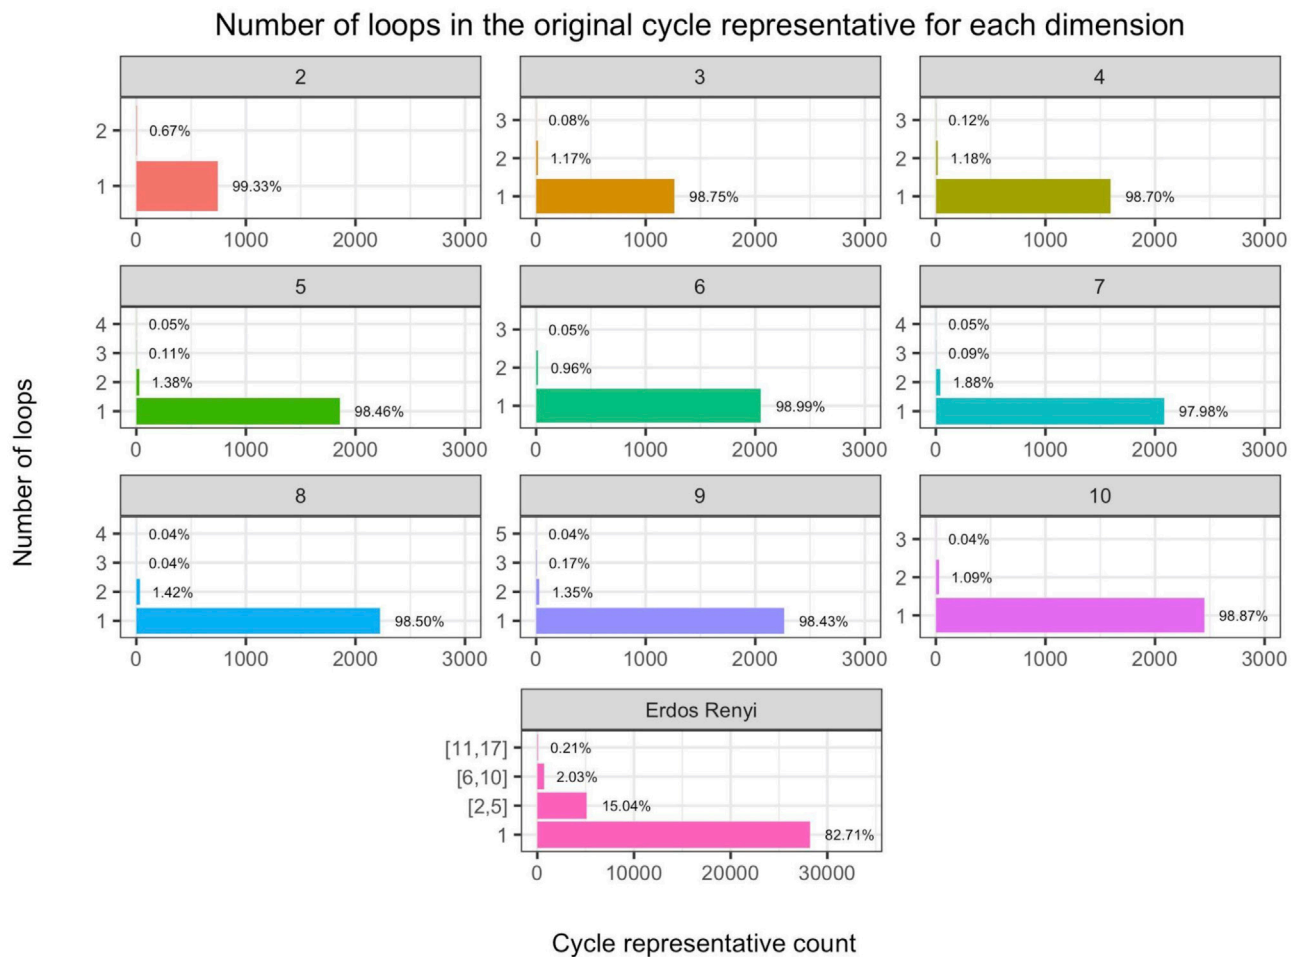 Number of loops in the original cycle representative for each dimension
2 3 4
2 0.67%
1 99.33%
0 1000 2000 3000
3 0.08%
2 1.17%
1 98.75%
0 1000 2000 3000
3 0.12%
2 1.18%
1 98.70%
0 1000 2000 3000
5 6 7
4 0.05%
3 0.11%
2 1.38%
1 98.46%
0 1000 2000 3000
3 0.05%
2 0.96%
1 98.99%
0 1000 2000 3000
4 0.05%
3 0.09%
2 1.88%
1 97.98%
0 1000 2000 3000
Number of loops
8 9 10
4 0.04%
3 0.04%
2 1.42%
1 98.50%
0 1000 2000 3000
5 0.04%
3 0.17%
2 1.35%
1 98.43%
0 1000 2000 3000
3 0.04%
2 1.09%
1 98.87%
0 1000 2000 3000
Erdos Renyi
[11,17] 0.21%
[6,10] 2.03%
[2,5] 15.04%
1 82.71%
0 10000 20000 30000
Cycle representative count